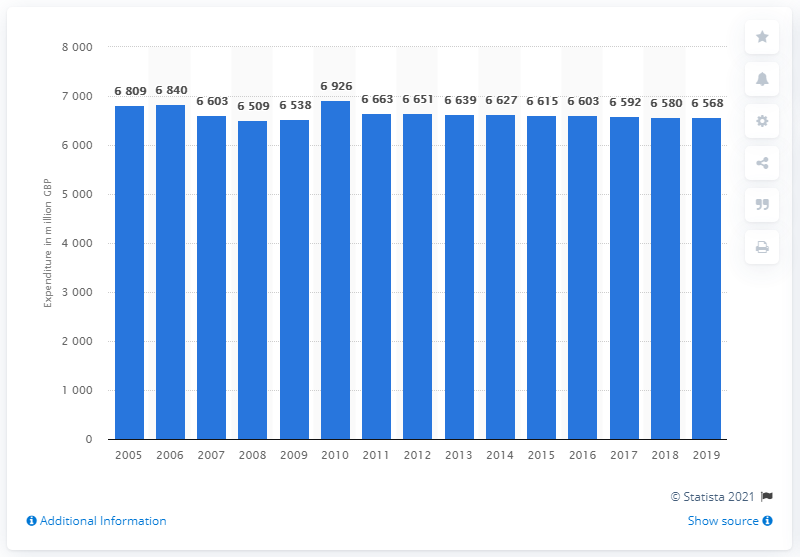 8 000
7 000
6 000
5 000
4 000
3 000
2 000
1 000
0
Expenditure in million GBP
6 809 6 840 6 603 6 509 6 538 6 926 6 663 6 651 6 639 6 627 6 615 6 603 6 592 6 580 6 568
2005 2006 2007 2008 2009 2010 2011 2012 2013 2014 2015 2016 2017 2018 2019
© Statista 2021
Additional Information
Show source